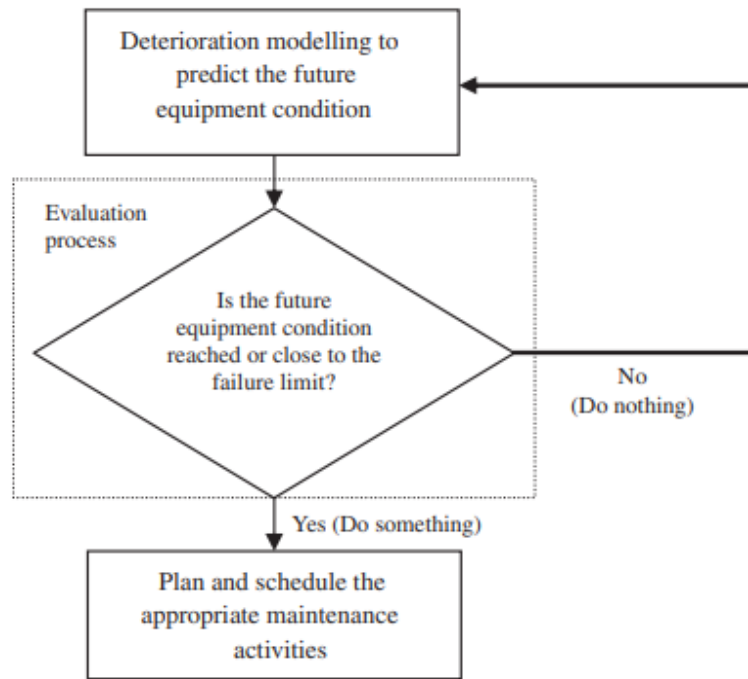 Deterioration modelling to
predict the future
equipment condition
Evaluation
process
Is the future
equipment condition
reached or close to the
failure limit?
No
(Do nothing)
Yes (Do something)
Plan and schedule the
appropriate maintenance
activities